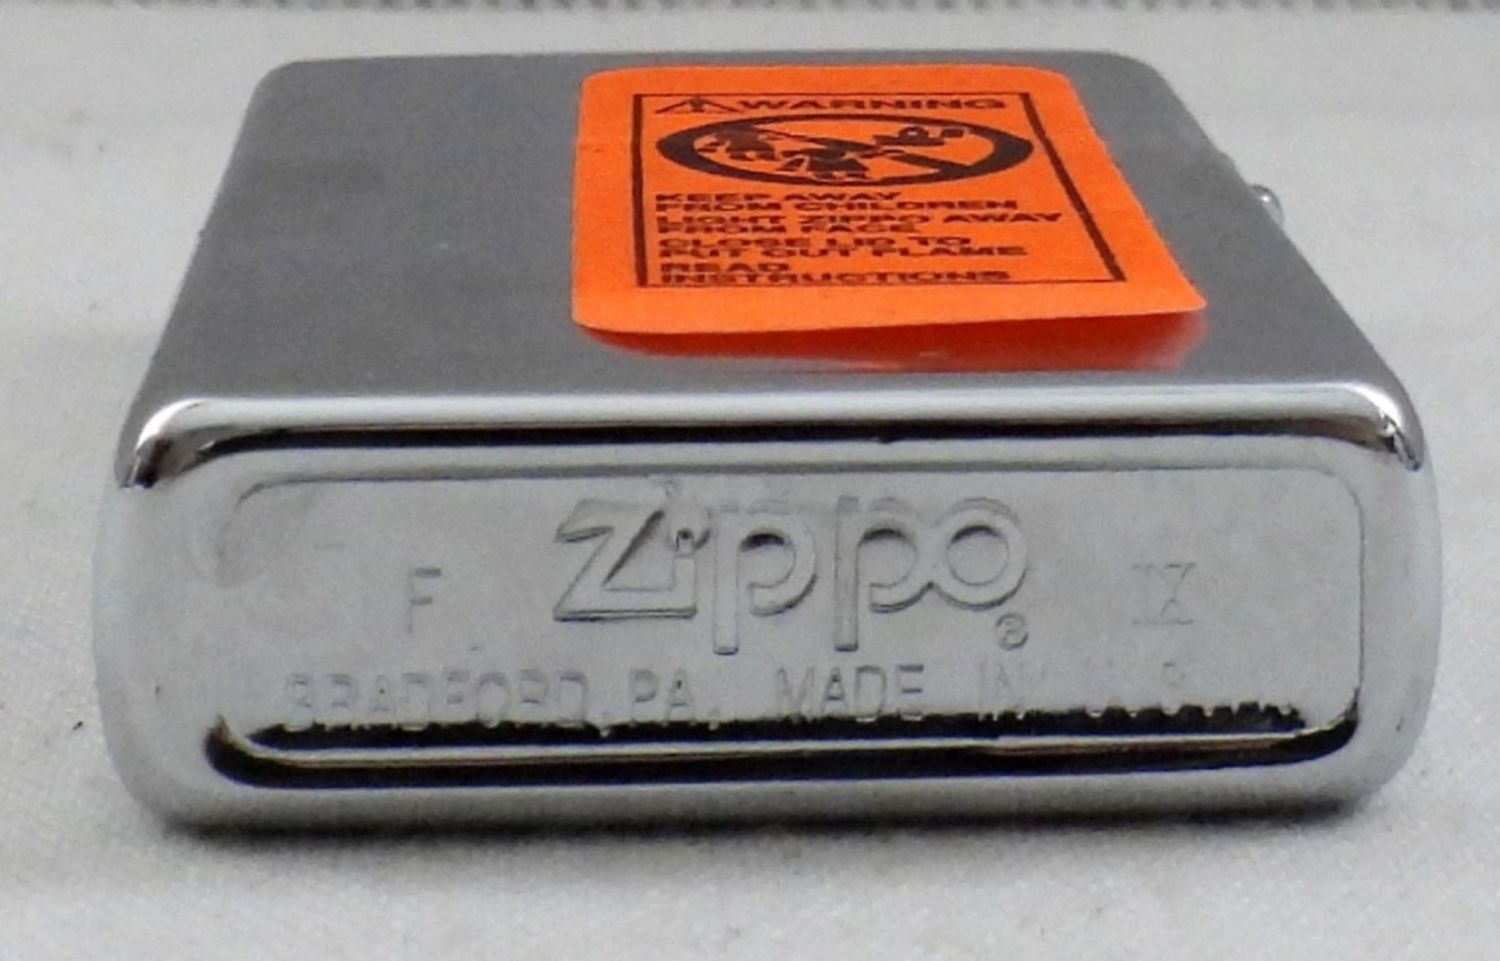 ⚠WARNING
KEEP AWAY
FROM CHILDREN
LIGHT ZIPPO AWAY
FROM FACE
CLOSE LID TO
PUT OUT FLAME
READ
INSTRUCTIONS
F Zippo® IX
BRADFORD, PA. MADE IN